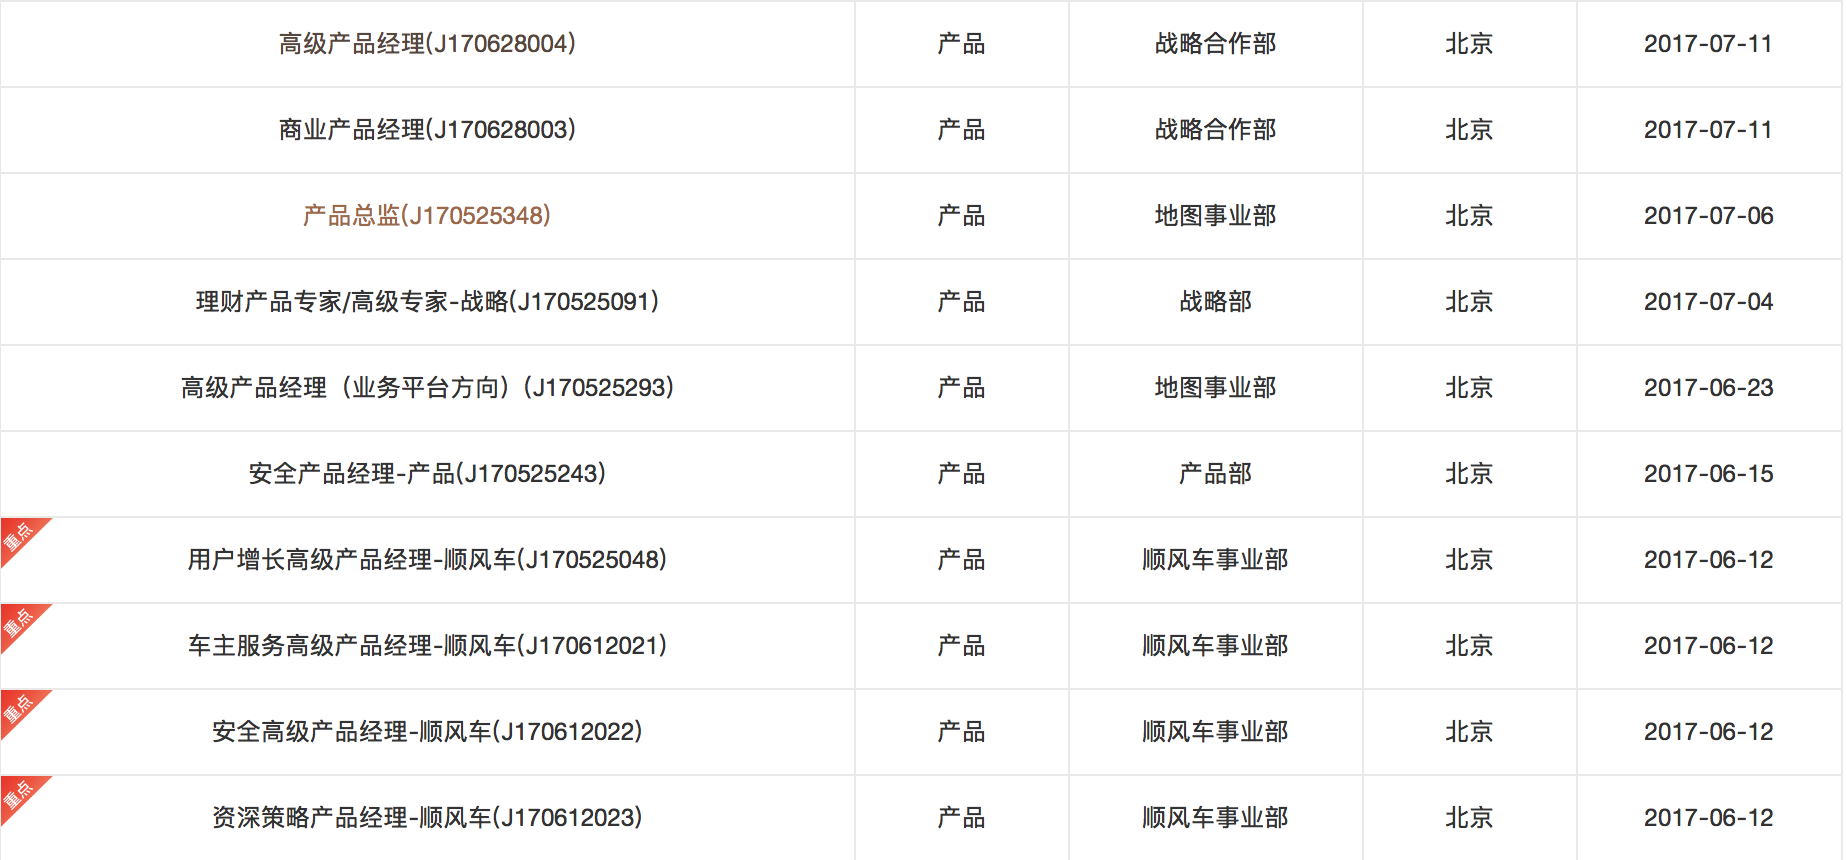 高级产品经理(J170628004) 产品 战略合作部 北京 2017-07-11
商业产品经理(J170628003) 产品 战略合作部 北京 2017-07-11
产品总监(J170525348) 产品 地图事业部 北京 2017-07-06
理财产品专家/高级专家-战略(J170525091) 产品 战略部 北京 2017-07-04
高级产品经理（业务平台方向）(J170525293) 产品 地图事业部 北京 2017-06-23
安全产品经理-产品(J170525243) 产品 产品部 北京 2017-06-15
重点 用户增长高级产品经理-顺风车(J170525048) 产品 顺风车事业部 北京 2017-06-12
重点 车主服务高级产品经理-顺风车(J170612021) 产品 顺风车事业部 北京 2017-06-12
重点 安全高级产品经理-顺风车(J170612022) 产品 顺风车事业部 北京 2017-06-12
重点 资深策略产品经理-顺风车(J170612023) 产品 顺风车事业部 北京 2017-06-12